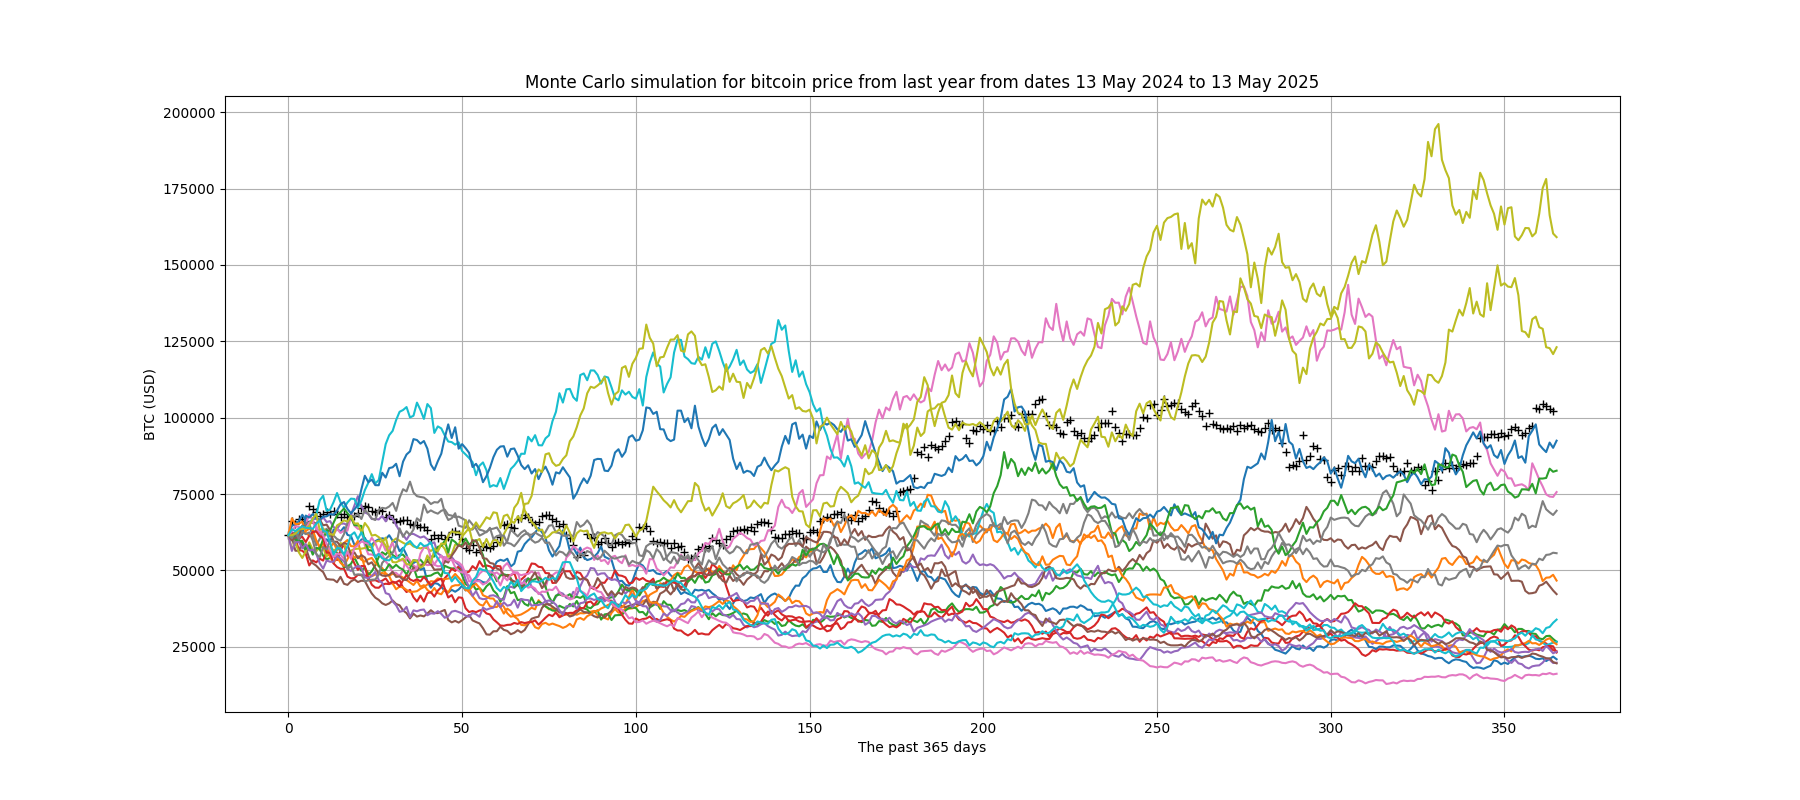 Monte Carlo simulation for bitcoin price from last year from dates 13 May 2024 to 13 May 2025
200000
175000
150000
125000
100000
75000
50000
25000
BTC (USD)
0 50 100 150 200 250 300 350
The past 365 days